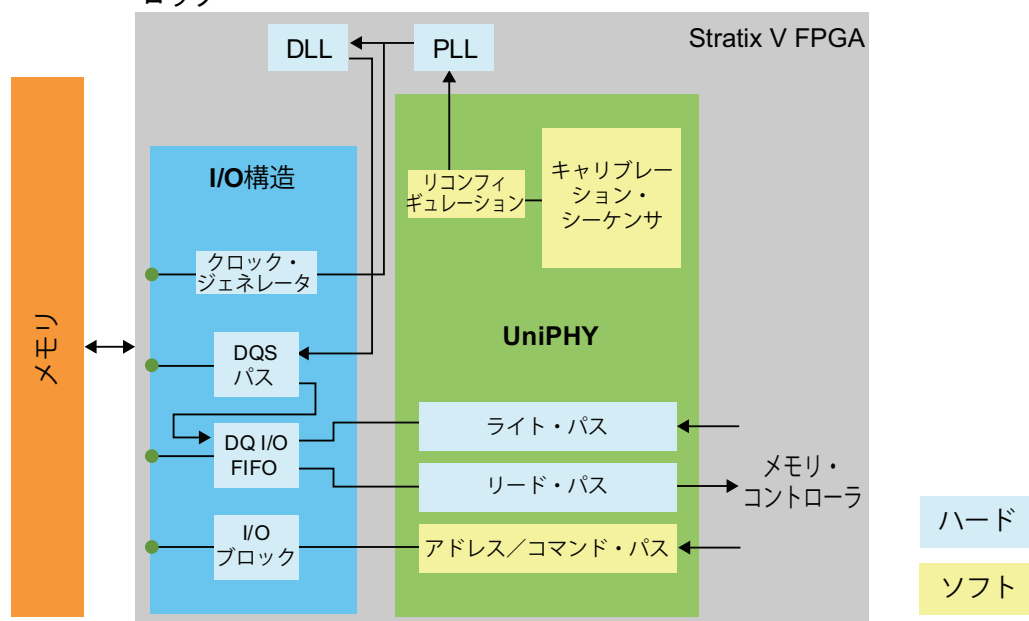 ロック
Stratix V FPGA
DLL
PLL
I/O構造
リコンフィ
ギュレーション
キャリブレー
ション・
シーケンサ
クロック・
ジェネレータ
メモリ
UniPHY
DQS
パス
DQ I/O
FIFO
ライト・パス
リード・パス
メモリ・
コントローラ
I/O
ブロック
アドレス／コマンド・パス
ハード
ソフト